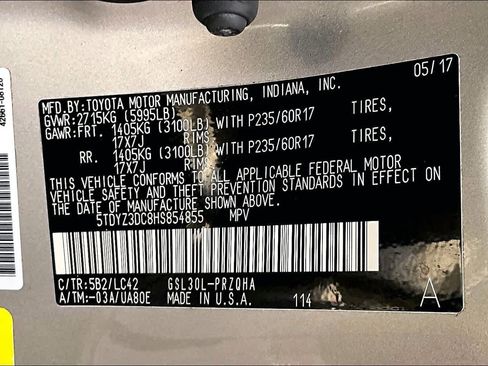 MFD.BY:TOYOTA MOTOR MANUFACTURING, INDIANA, INC. 05/17
GVWR: 2715KG (5995LB)
GAWR:FRT. 1405KG (3100LB) WITH P235/60R17 TIRES,
17X7J RIMS
RR. 1405KG (3100LB) WITH P235/60R17 TIRES,
17X7J RIMS
THIS VEHICLE CONFORMS TO ALL APPLICABLE FEDERAL MOTOR
VEHICLE SAFETY AND THEFT PREVENTION STANDARDS IN EFFECT ON
THE DATE OF MANUFACTURE SHOWN ABOVE.
5TDYZ3DC8HS854855 MPV
C/TR:5B2/LC42 GSL30L-PRZQHA
A/TM:-03A/UA80E MADE IN U.S.A. 114 A